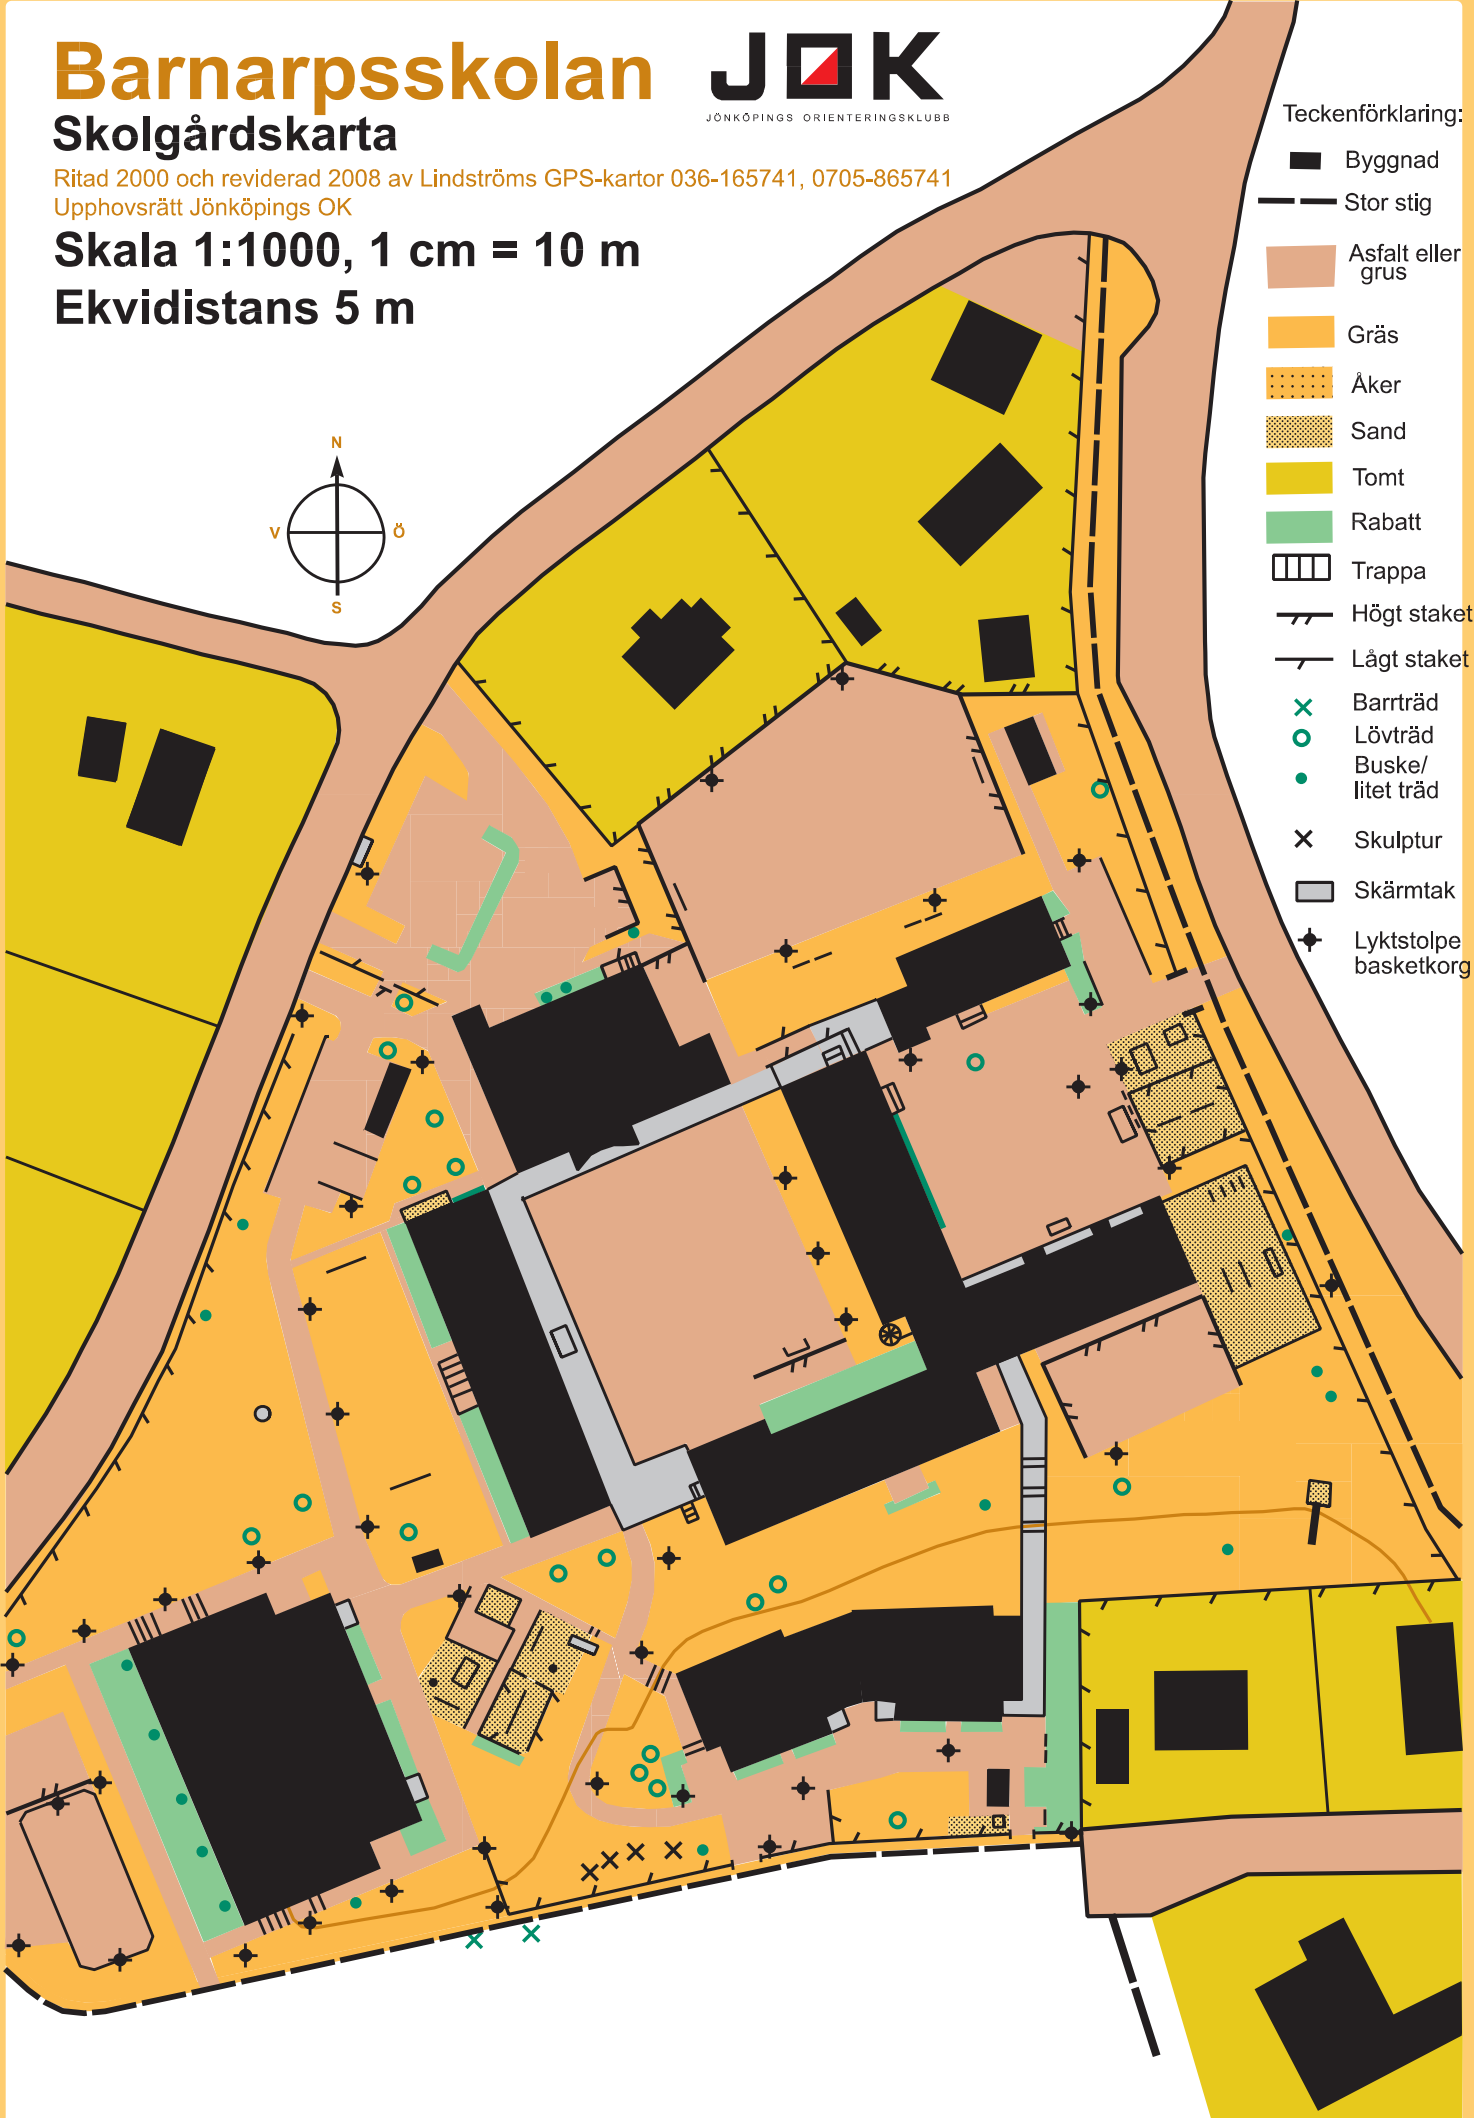 Barnarpsskolan
JOK
JÖNKÖPINGS ORIENTERINGSKLUBB
Skolgårdskarta
Ritad 2000 och reviderad 2008 av Lindströms GPS-kartor 036-165741, 0705-865741
Upphovsrätt Jönköpings OK
Skala 1:1000, 1 cm = 10 m
Ekvidistans 5 m
N
V
Ö
S
Teckenförklaring:
Byggnad
Stor stig
Asfalt eller
grus
Gräs
Åker
Sand
Tomt
Rabatt
Trappa
Högt staket
Lågt staket
Barrträd
Lövträd
Buske/
litet träd
Skulptur
Skärmtak
Lyktstolpe
basketkorg